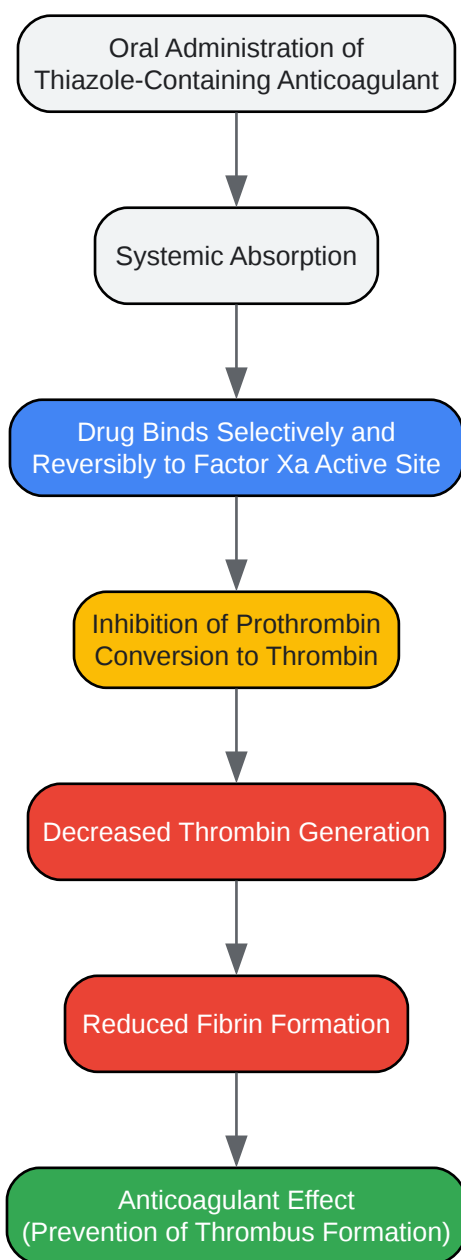 Oral Administration of
Thiazole-Containing Anticoagulant
Systemic Absorption
Drug Binds Selectively and
Reversibly to Factor Xa Active Site
Inhibition of Prothrombin
Conversion to Thrombin
Decreased Thrombin Generation
Reduced Fibrin Formation
Anticoagulant Effect
(Prevention of Thrombus Formation)